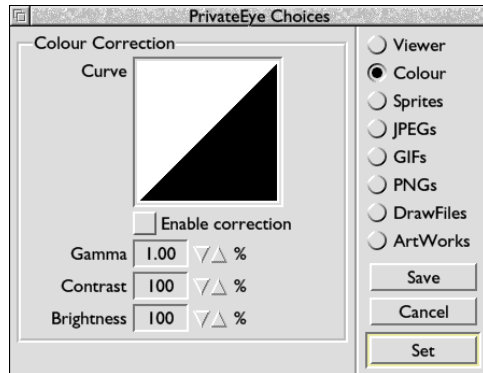 PrivateEye Choices
Colour Correction
Curve
Enable correction
Gamma 1.00 %
Contrast 100 %
Brightness 100 %
Viewer
Colour
Sprites
JPEGs
GIFs
PNGs
DrawFiles
ArtWorks
Save
Cancel
Set